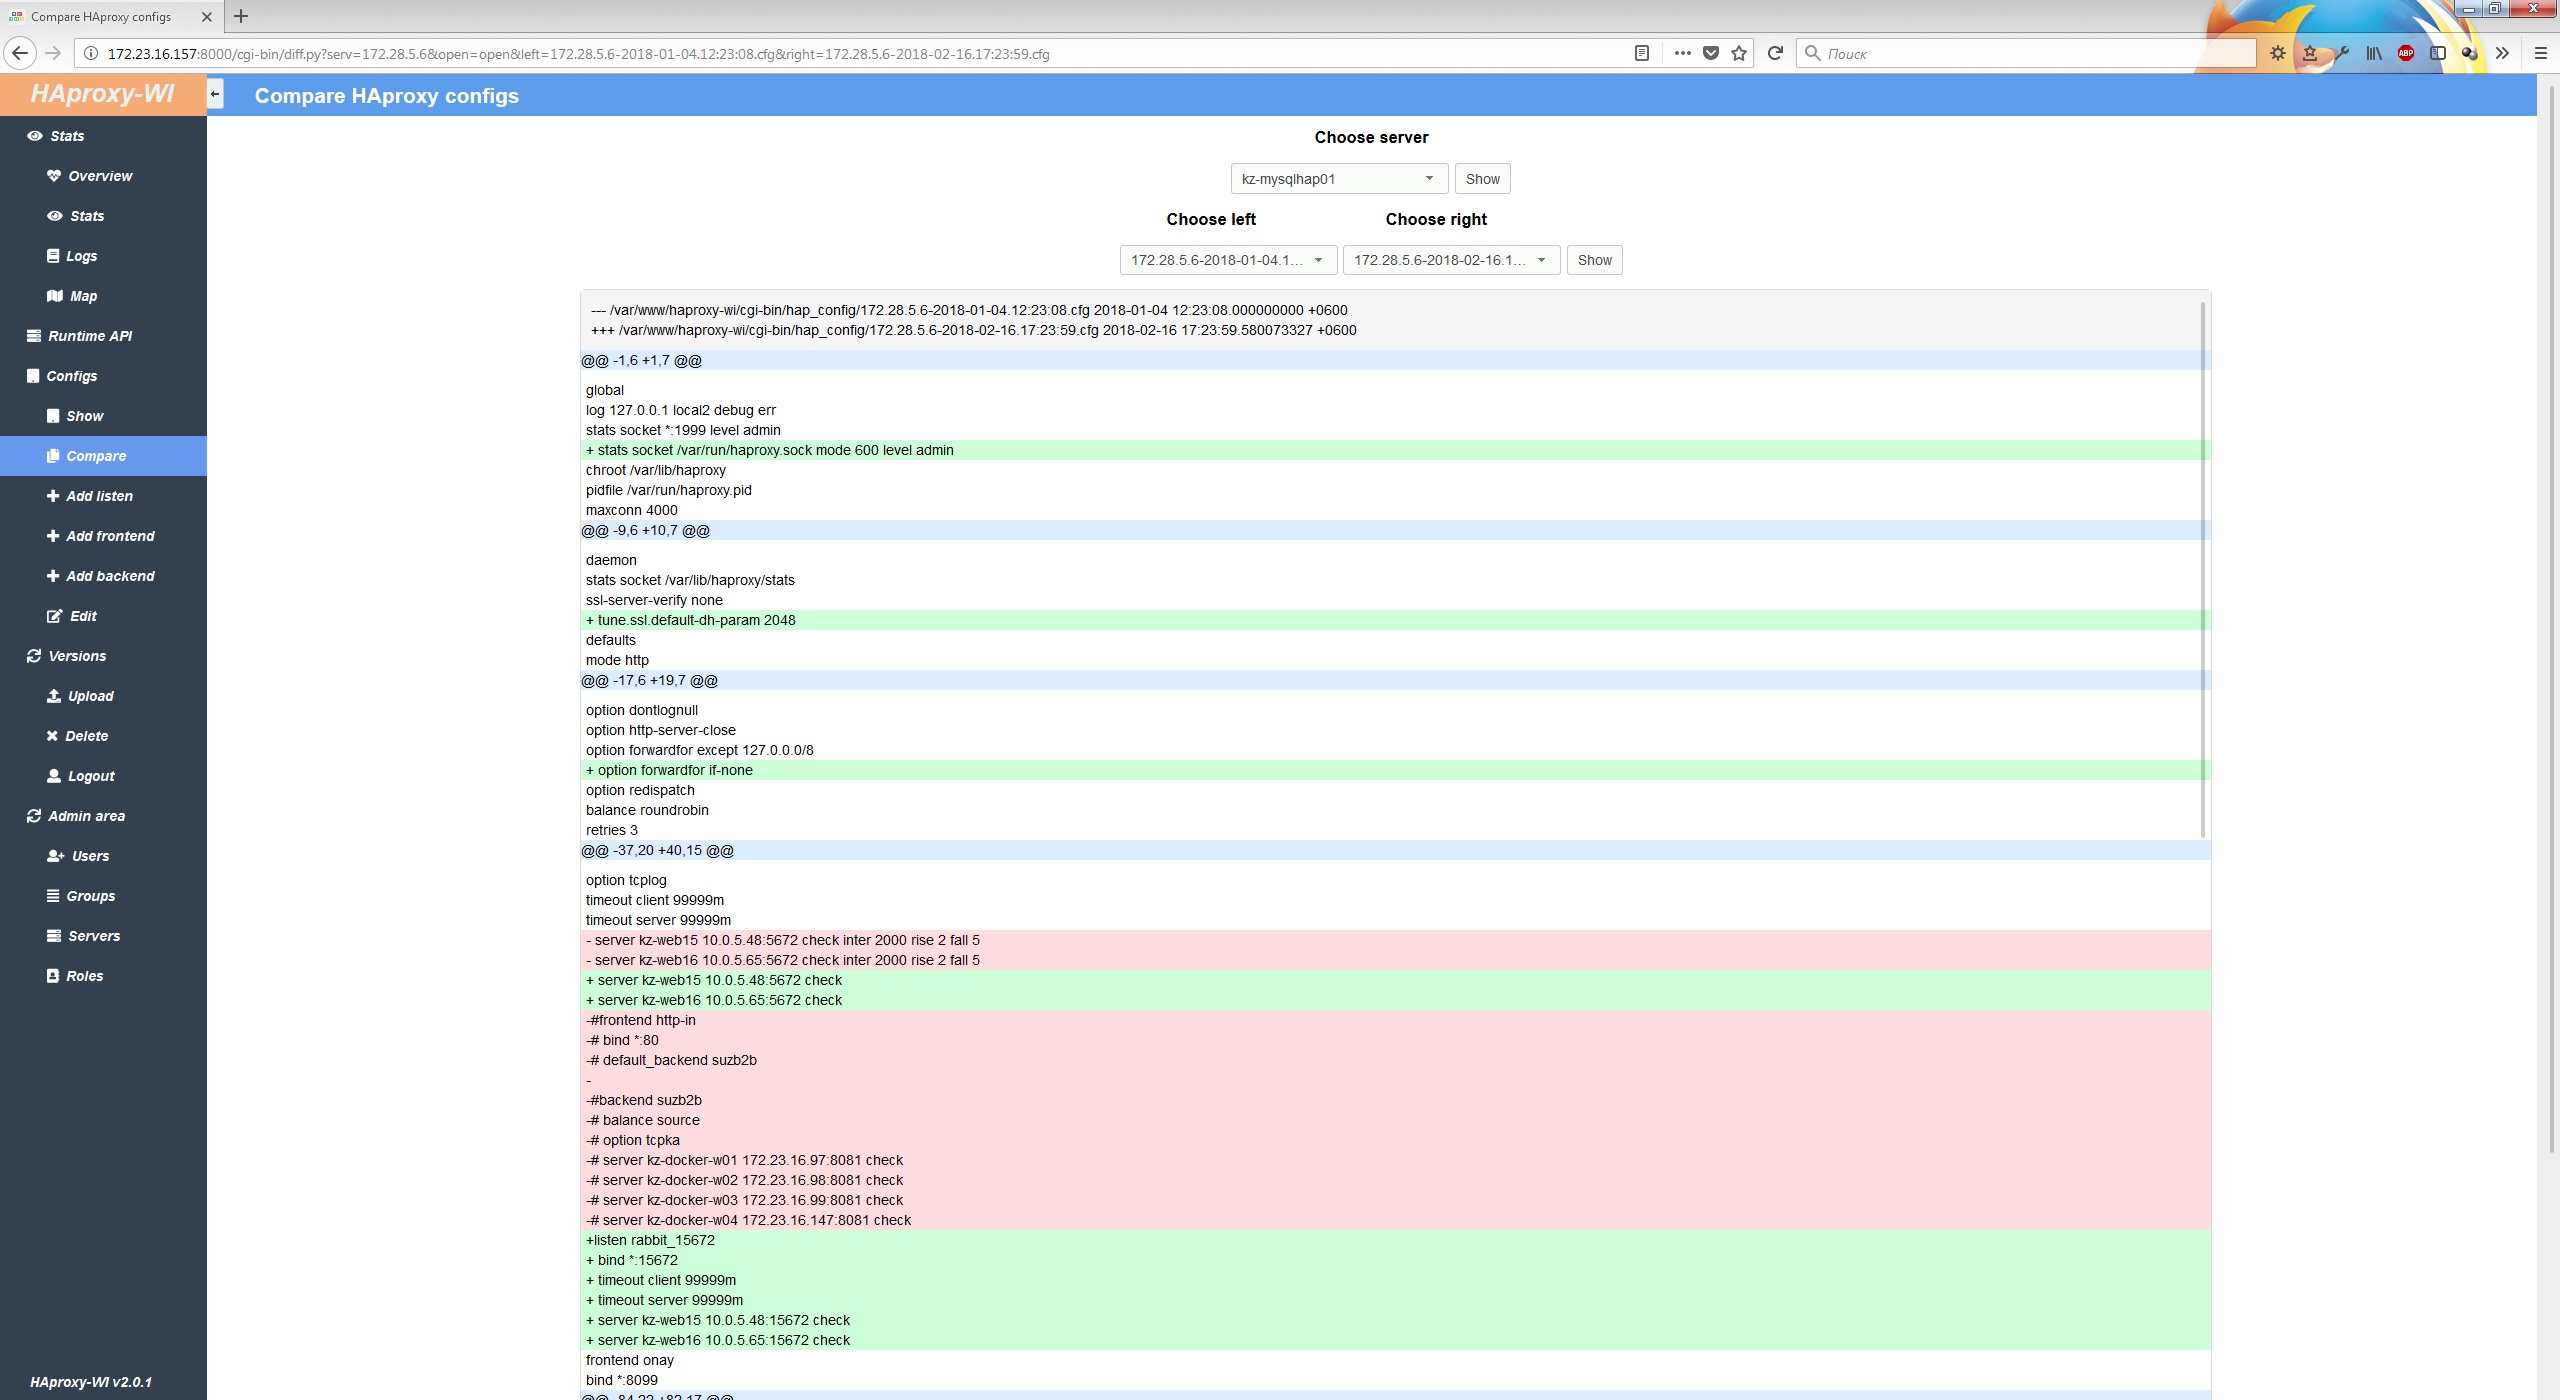 Compare HAproxy configs
172.23.16.157:8000/cgi-bin/diff.py?serv=172.28.5.6&open=open&left=172.28.5.6-2018-01-04.12:23:08.cfg&right=172.28.5.6-2018-02-16.17:23:59.cfg
Поиск
ABP
HAproxy-WI
Compare HAproxy configs
Stats
Overview
Stats
Logs
Map
Runtime API
Configs
Show
Compare
Add listen
Add frontend
Add backend
Edit
Versions
Upload
Delete
Logout
Admin area
Users
Groups
Servers
Roles
HAproxy-WI v2.0.1
Choose server
kz-mysqlhap01 Show
Choose left Choose right
172.28.5.6-2018-01-04.1... 172.28.5.6-2018-02-16.1... Show
--- /var/www/haproxy-wi/cgi-bin/hap_config/172.28.5.6-2018-01-04.12:23:08.cfg 2018-01-04 12:23:08.000000000 +0600
+++ /var/www/haproxy-wi/cgi-bin/hap_config/172.28.5.6-2018-02-16.17:23:59.cfg 2018-02-16 17:23:59.580073327 +0600
@@ -1,6 +1,7 @@
global
log 127.0.0.1 local2 debug err
stats socket *:1999 level admin
+ stats socket /var/run/haproxy.sock mode 600 level admin
chroot /var/lib/haproxy
pidfile /var/run/haproxy.pid
maxconn 4000
@@ -9,6 +10,7 @@
daemon
stats socket /var/lib/haproxy/stats
ssl-server-verify none
+ tune.ssl.default-dh-param 2048
defaults
mode http
@@ -17,6 +19,7 @@
option dontlognull
option http-server-close
option forwardfor except 127.0.0.0/8
+ option forwardfor if-none
option redispatch
balance roundrobin
retries 3
@@ -37,20 +40,15 @@
option tcplog
timeout client 99999m
timeout server 99999m
- server kz-web15 10.0.5.48:5672 check inter 2000 rise 2 fall 5
- server kz-web16 10.0.5.65:5672 check inter 2000 rise 2 fall 5
+ server kz-web15 10.0.5.48:5672 check
+ server kz-web16 10.0.5.65:5672 check
-#frontend http-in
-# bind *:80
-# default_backend suzb2b
-
-#backend suzb2b
-# balance source
-# option tcpka
-# server kz-docker-w01 172.23.16.97:8081 check
-# server kz-docker-w02 172.23.16.98:8081 check
-# server kz-docker-w03 172.23.16.99:8081 check
-# server kz-docker-w04 172.23.16.147:8081 check
+listen rabbit_15672
+ bind *:15672
+ timeout client 99999m
+ timeout server 99999m
+ server kz-web15 10.0.5.48:15672 check
+ server kz-web16 10.0.5.65:15672 check
frontend onay
bind *:8099
@@ -84,22 +82,17 @@